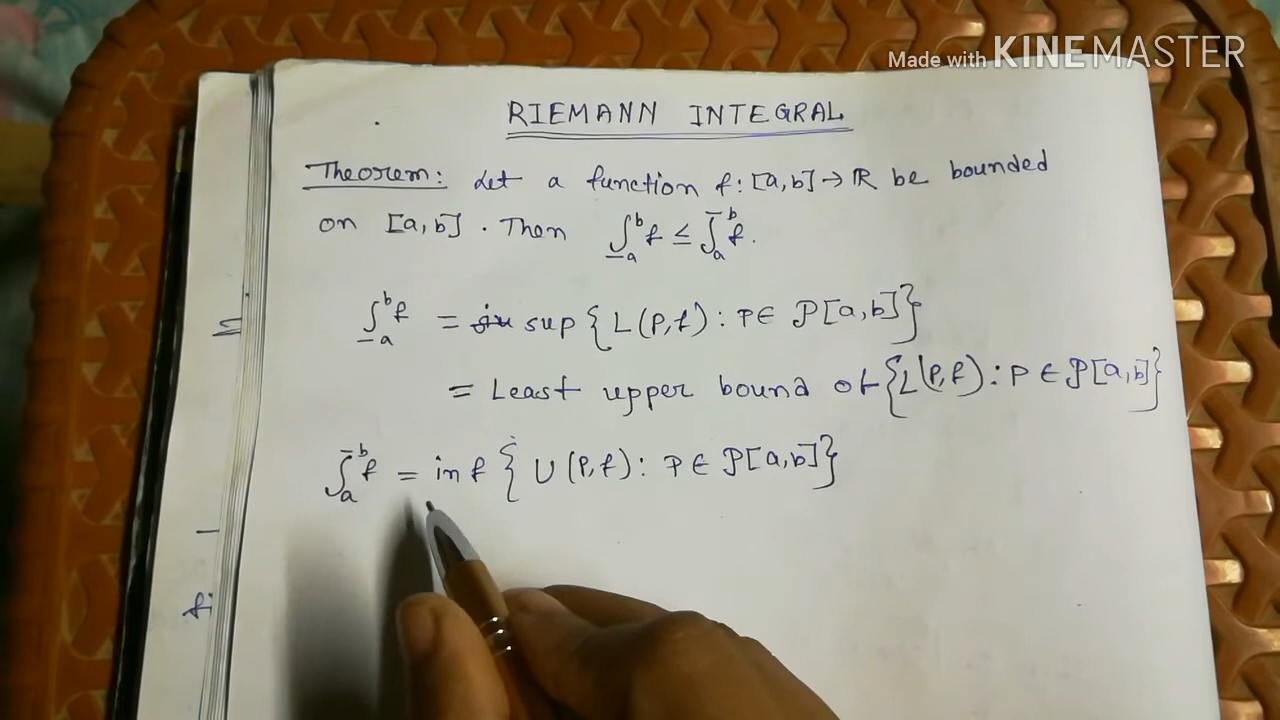 Made with KINEMASTER
RIEMANN INTEGRAL
Theorem: Let a function f: [a,b] → ℝ be bounded
on [a,b]. Then ∫̲ₐᵇ f ≤ ∫̅ₐᵇ f.
∫̲ₐᵇ f = sup { L(P,f) : P ∈ 𝒫[a,b] }
= Least upper bound of { L(P,f) : P ∈ 𝒫[a,b] }
∫̅ₐᵇ f = inf { U(P,f) : P ∈ 𝒫[a,b] }